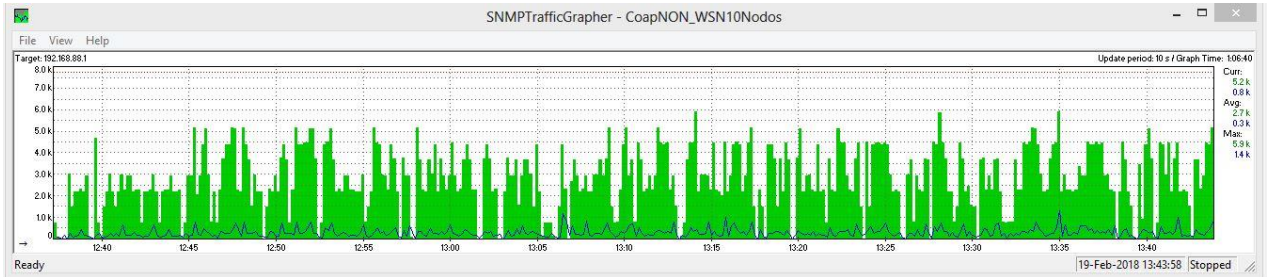 SNMPTrafficGrapher - CoapNON_WSN10Nodos
File View Help
Target: 192.168.88.1 Update period: 10 s / Graph Time: 1:06:40
8.0 k
7.0 k
6.0 k
5.0 k
4.0 k
3.0 k
2.0 k
1.0 k
0
Curr:
5.2 k
0.8 k
Avg:
2.7 k
0.3 k
Max:
5.9 k
1.4 k
12:40 12:45 12:50 12:55 13:00 13:05 13:10 13:15 13:20 13:25 13:30 13:35 13:40
Ready 19-Feb-2018 13:43:58 Stopped